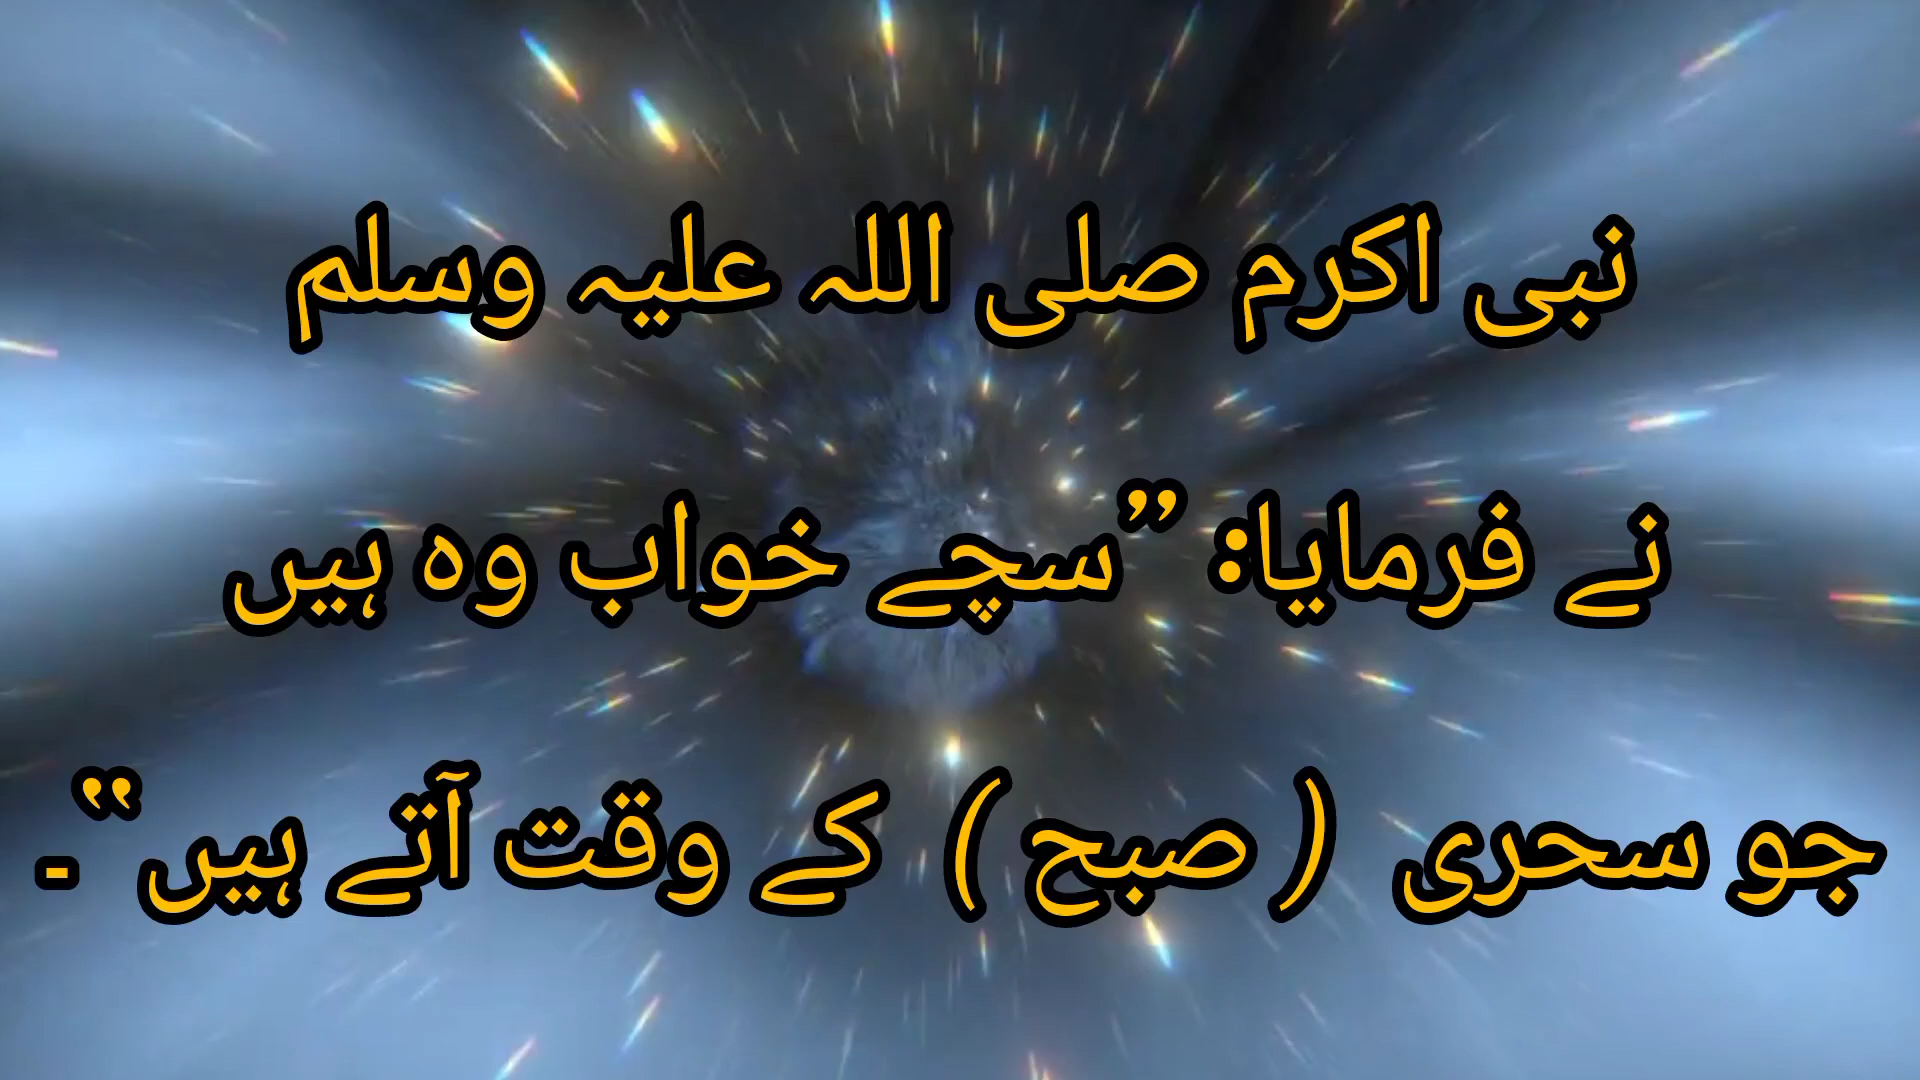 نبی اکرم صلی اللہ علیہ وسلم
نے فرمایا: ”سچے خواب وہ ہیں
جو سحری ( صبح ) کے وقت آتے ہیں“۔